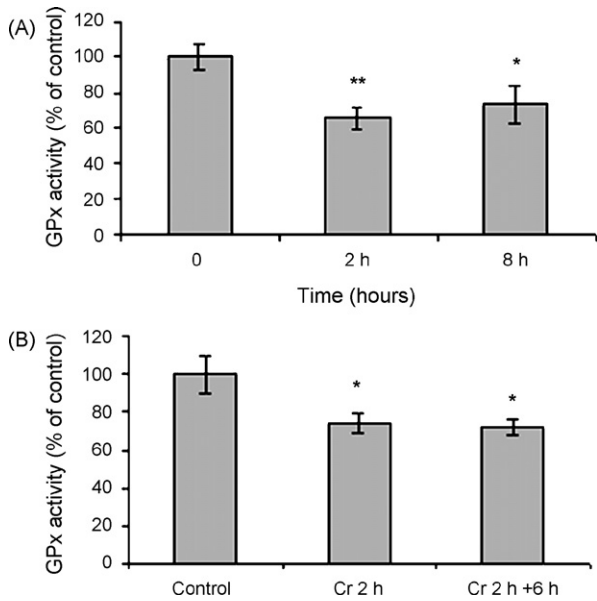 (A)
GPx activity (% of control)
120
100
80
60
40
20
0
**
*
0 2 h 8 h
Time (hours)
(B)
GPx activity (% of control)
120
100
80
60
40
20
0
*
*
Control Cr 2 h Cr 2 h +6 h